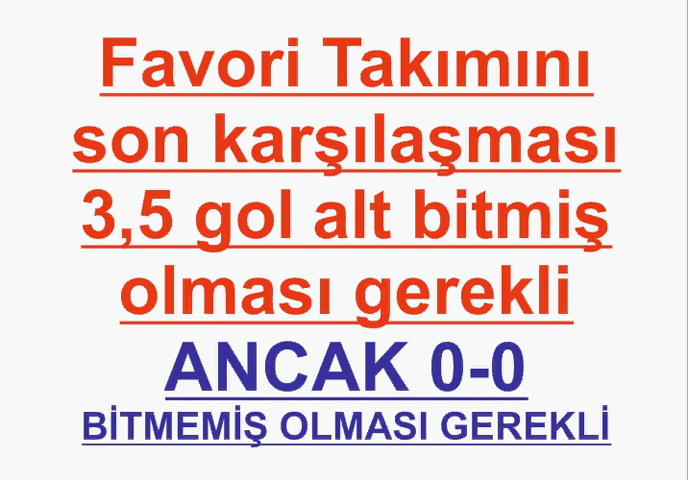 Favori Takımını
son karşılaşması
3,5 gol alt bitmiş
olması gerekli
ANCAK 0-0
BİTMEMİŞ OLMASI GEREKLİ